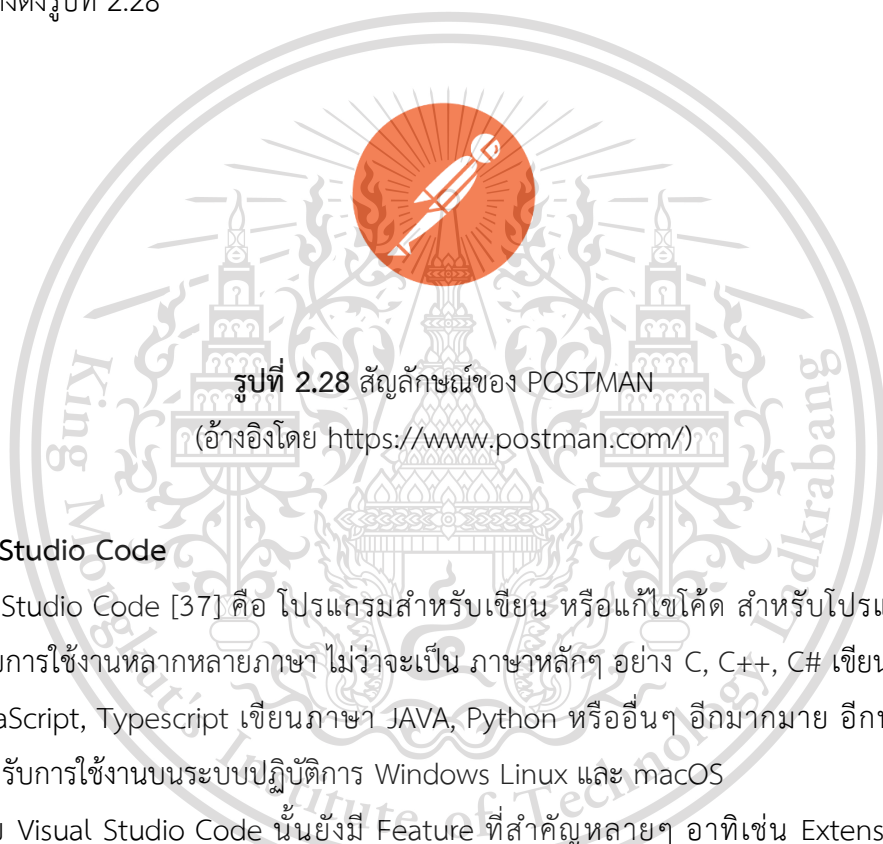 รูปที่ 2.28
รูปที่ 2.28 สัญลักษณ์ของ POSTMAN
(อ้างอิงโดย https://www.postman.com/)
Studio Code
Studio Code [37] คือ โปรแกรมสำหรับเขียน หรือแก้ไขโค้ด สำหรับโปรแ
การใช้งานหลากหลายภาษา ไม่ว่าจะเป็น ภาษาหลักๆ อย่าง C, C++, C# เขียน
aScript, Typescript เขียนภาษา JAVA, Python หรืออื่นๆ อีกมากมาย อีกท
รับการใช้งานบนระบบปฏิบัติการ Windows Linux และ macOS
Visual Studio Code นั้นยังมี Feature ที่สำคัญหลายๆ อาทิเช่น Extens
King Mongkut's Institute of Technology Ladkrabang